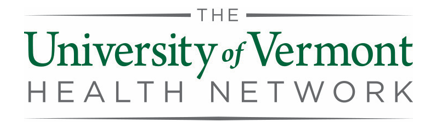 THE
University of Vermont
HEALTH NETWORK